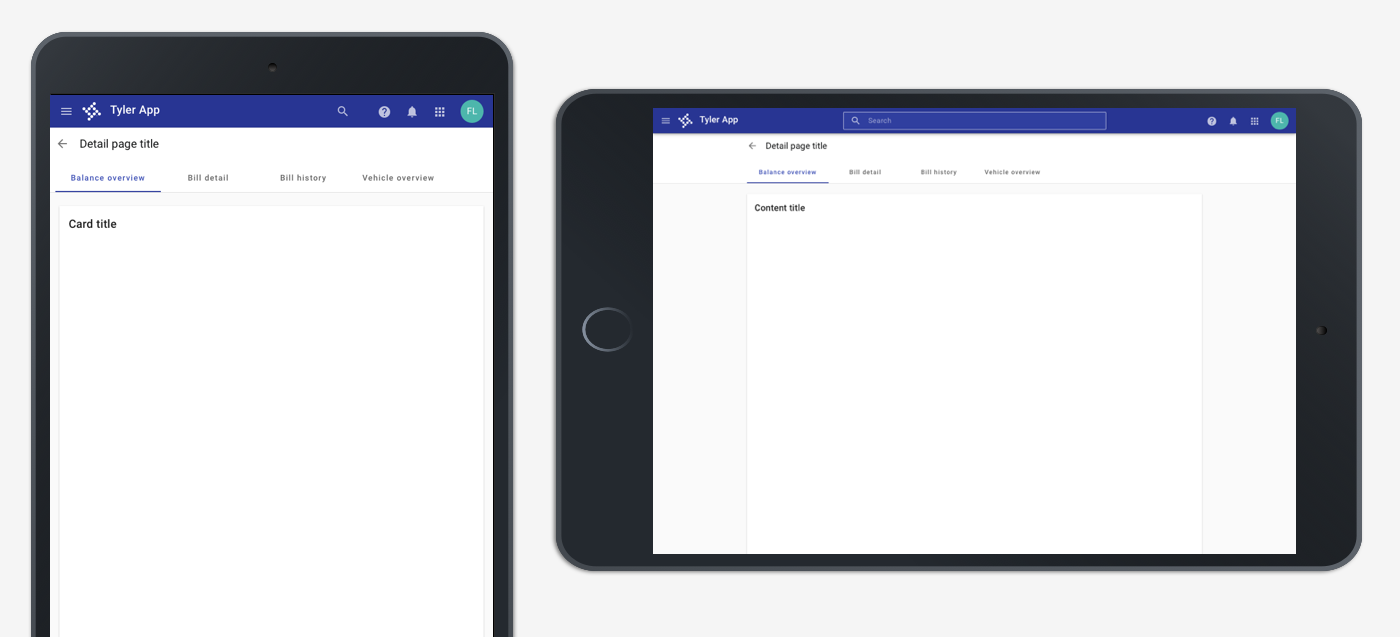 Tyler App
FL
Detail page title
Balance overview
Bill detail
Bill history
Vehicle overview
Card title
Tyler App
Search
FL
Detail page title
Balance overview
Bill detail
Bill history
Vehicle overview
Content title